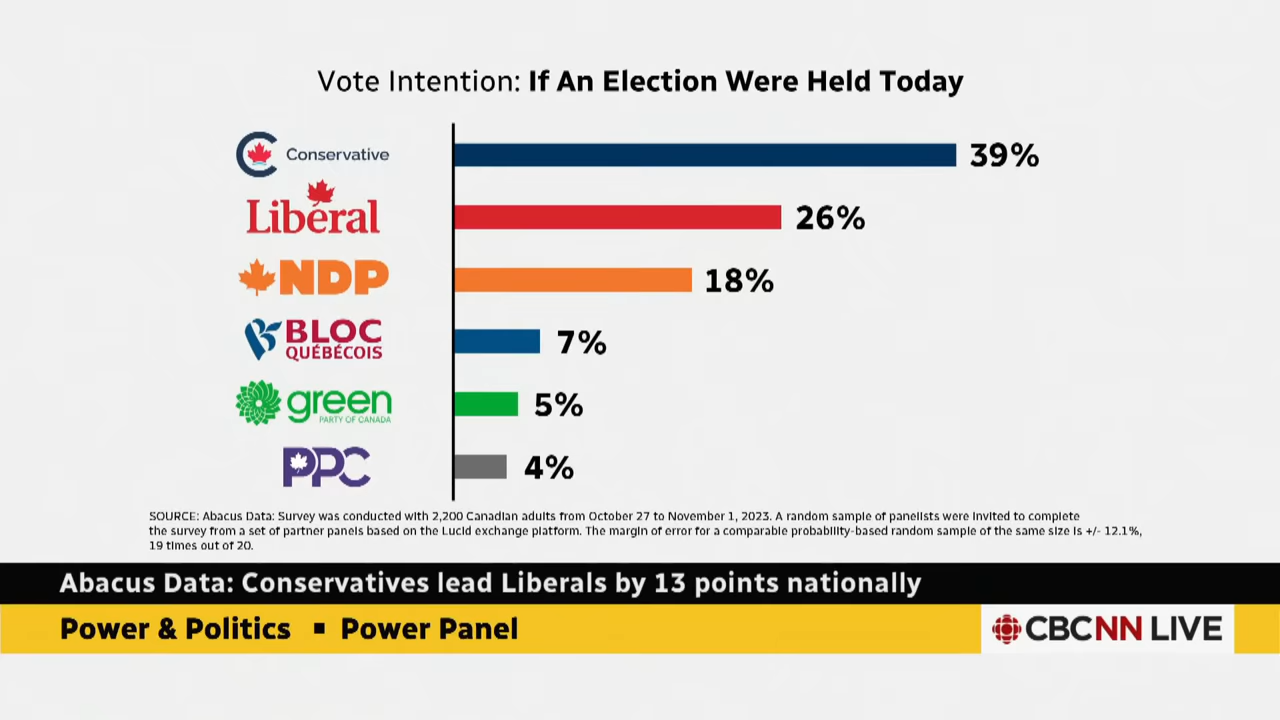 Vote Intention: If An Election Were Held Today
Conservative 39%
Liberal 26%
NDP 18%
BLOC QUÉBÉCOIS 7%
green PARTY OF CANADA 5%
PPC 4%
SOURCE: Abacus Data: Survey was conducted with 2,200 Canadian adults from October 27 to November 1, 2023. A random sample of panelists were invited to complete
the survey from a set of partner panels based on the Lucid exchange platform. The margin of error for a comparable probability-based random sample of the same size is +/- 12.1%,
19 times out of 20.
Abacus Data: Conservatives lead Liberals by 13 points nationally
Power & Politics ▪ Power Panel
CBCNN LIVE